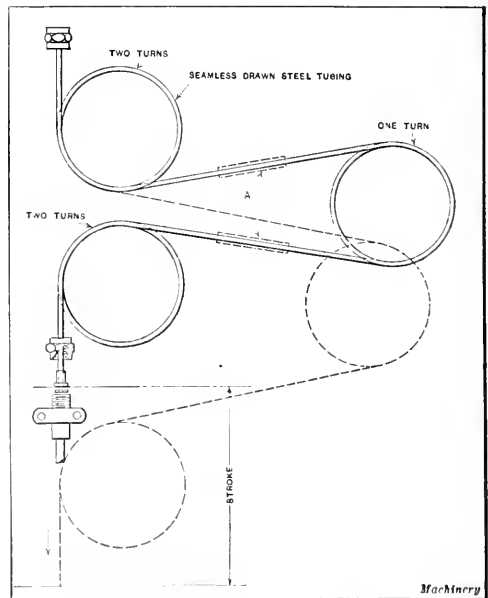 TWO TURNS
SEAMLESS DRAWN STEEL TUBING
ONE TURN
A
TWO TURNS
STROKE
Machinery